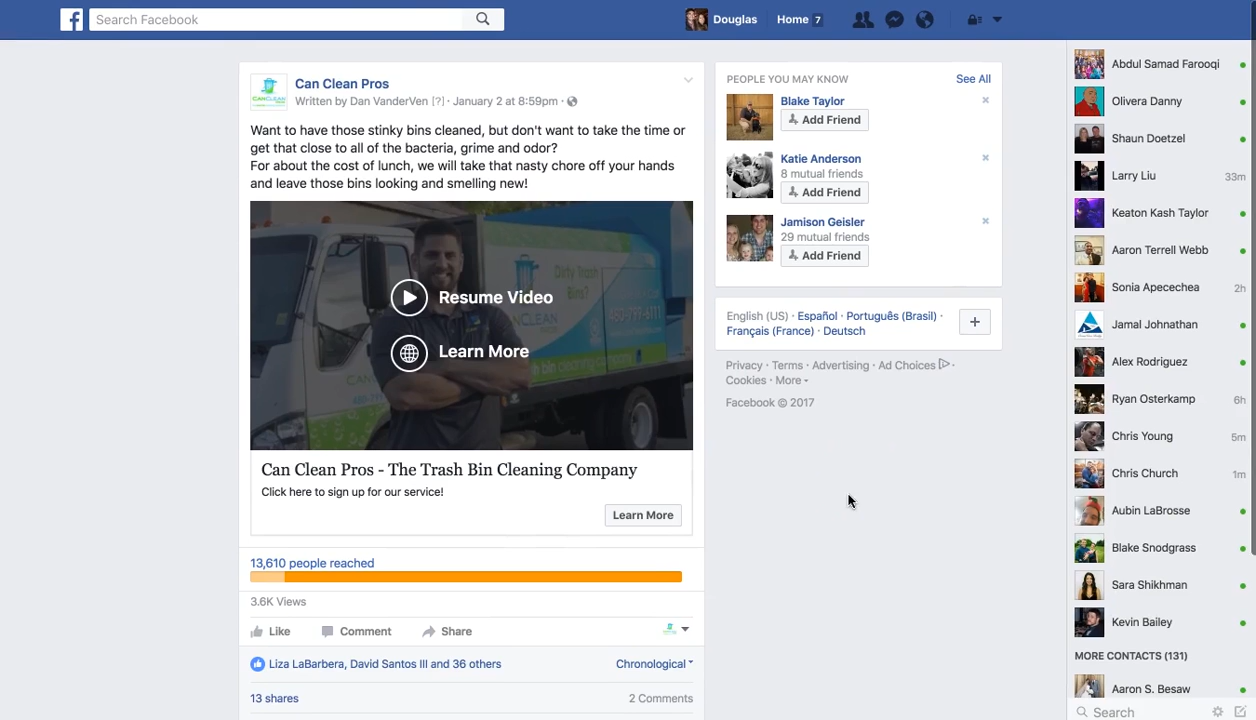 Search Facebook
Douglas
Home 7
Can Clean Pros
Written by Dan VanderVen [?] · January 2 at 8:59pm ·
Want to have those stinky bins cleaned, but don't want to take the time or
get that close to all of the bacteria, grime and odor?
For about the cost of lunch, we will take that nasty chore off your hands
and leave those bins looking and smelling new!
Dirty Trash
Bins?
480-799-6111
bin cleaning
Resume Video
Learn More
Can Clean Pros - The Trash Bin Cleaning Company
Click here to sign up for our service!
Learn More
13,610 people reached
3.6K Views
Like
Comment
Share
Liza LaBarbera, David Santos III and 36 others
Chronological
13 shares
2 Comments
PEOPLE YOU MAY KNOW
See All
Blake Taylor
Add Friend
Katie Anderson
8 mutual friends
Add Friend
Jamison Geisler
29 mutual friends
Add Friend
English (US) · Español · Português (Brasil) ·
Français (France) · Deutsch
Privacy · Terms · Advertising · Ad Choices ·
Cookies · More
Facebook © 2017
Abdul Samad Farooqi
Olivera Danny
Shaun Doetzel
Larry Liu 33m
Keaton Kash Taylor
Aaron Terrell Webb
Sonia Apecechea 2h
Jamal Johnathan
Alex Rodriguez
Ryan Osterkamp 6h
Chris Young 5m
Chris Church 1m
Aubin LaBrosse
Blake Snodgrass
Sara Shikhman
Kevin Bailey
MORE CONTACTS (131)
Aaron S. Besaw
Search